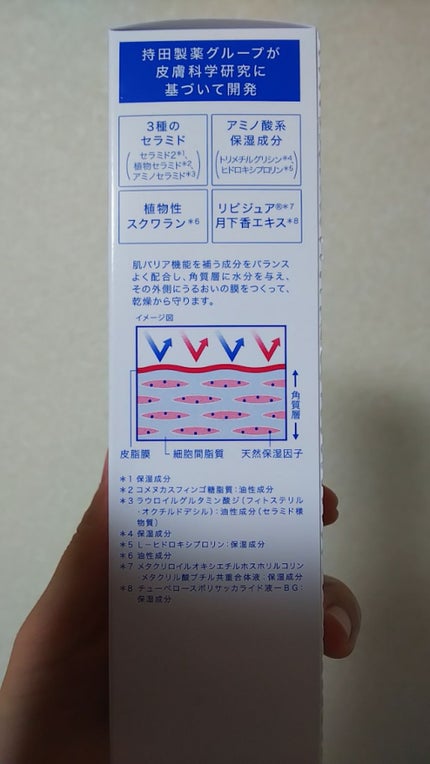 持田製薬グループが
皮膚科学研究に
基づいて開発
3種の
セラミド
(セラミド2*1、
植物セラミド*2、
アミノセラミド*3)
アミノ酸系
保湿成分
(トリメチルグリシン*4、
ヒドロキシプロリン*5)
植物性
スクワラン*6
リピジュア®*7
月下香エキス*8
肌バリア機能を補う成分をバランス
よく配合し、角質層に水分を与え、
その外側にうるおいの膜をつくって、
乾燥から守ります。
イメージ図
角質層
皮脂膜
細胞間脂質
天然保湿因子
*1 保湿成分
*2 コメヌカスフィンゴ糖脂質:油性成分
*3 ラウロイルグルタミン酸ジ(フィトステリル
・オクチルドデシル):油性成分(セラミド様
物質)
*4 保湿成分
*5 L-ヒドロキシプロリン:保湿成分
*6 油性成分
*7 メタクリロイルオキシエチルホスホリルコリン
・メタクリル酸ブチル共重合体液:保湿成分
*8 チューベロースポリサッカライド液-BG:
保湿成分